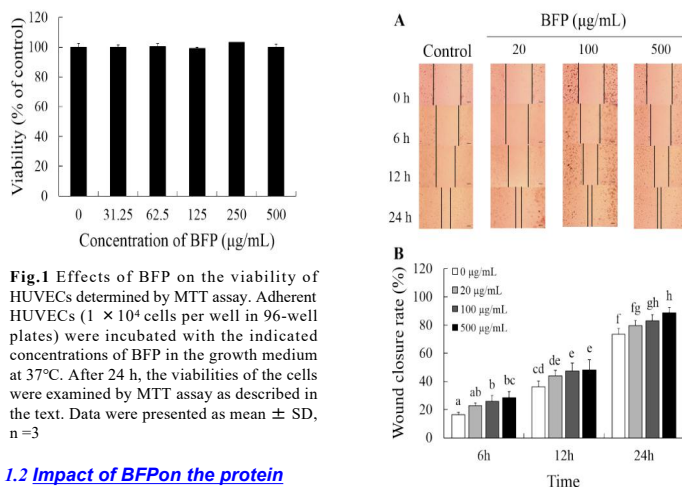 120
100
80
60
40
20
0
Viability (% of control)
0 31.25 62.5 125 250 500
Concentration of BFP (μg/mL)
Fig.1 Effects of BFP on the viability of
HUVECs determined by MTT assay. Adherent
HUVECs (1 × 10⁴ cells per well in 96-well
plates) were incubated with the indicated
concentrations of BFP in the growth medium
at 37°C. After 24 h, the viabilities of the cells
were examined by MTT assay as described in
the text. Data were presented as mean ± SD,
n =3
1.2 Impact of BFPon the protein
A
BFP (μg/mL)
Control 20 100 500
0 h
6 h
12 h
24 h
B
Wound closure rate (%)
120
100
80
60
40
20
0
0 μg/mL
20 μg/mL
100 μg/mL
500 μg/mL
a ab b bc
cd de e e
f fg gh h
6h 12h 24h
Time